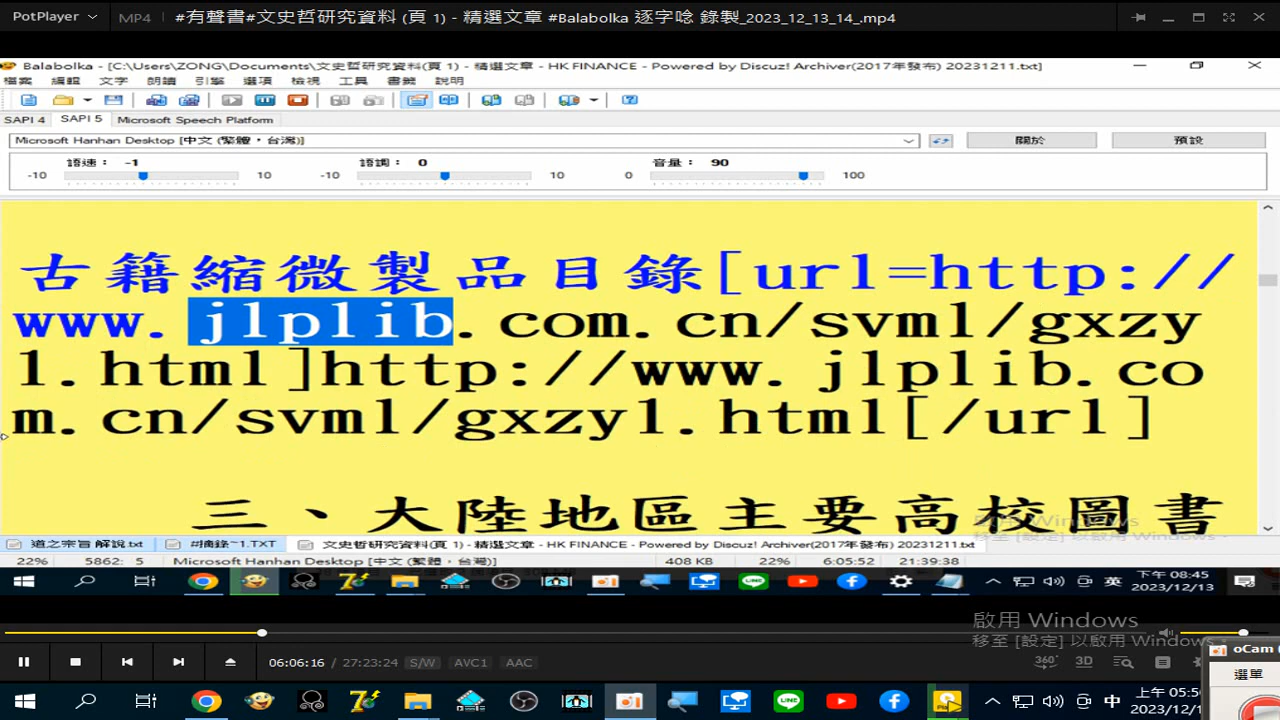 PotPlayer
MP4
#有聲書#文史哲研究資料 (頁 1) - 精選文章 #Balabolka 逐字唸 錄製_2023_12_13_14_.mp4
Balabolka - [C:\Users\ZONG\Documents\文史哲研究資料(頁 1) - 精選文章 - HK FINANCE - Powered by Discuz! Archiver(2017年發布) 20231211.txt]
檔案 編輯 文字 朗讀 引擎 選項 檢視 工具 書籤 說明
SAPI 4 SAPI 5 Microsoft Speech Platform
Microsoft Hanhan Desktop [中文 (繁體，台灣)]
關於
預設
語速： -1
語調： 0
音量： 90
-10 10 -10 10 0 100
古籍縮微製品目錄[url=http://
www.jlplib.com.cn/svml/gxzy
1.html]http://www.jlplib.co
m.cn/svml/gxzy1.html[/url]
三、大陸地區主要高校圖書
道之宗旨 解說.txt
#摘錄~1.TXT
文史哲研究資料(頁 1) - 精選文章 - HK FINANCE - Powered by Discuz! Archiver(2017年發布) 20231211.txt
22% 5862: 5 Microsoft Hanhan Desktop [中文 (繁體，台灣)] 408 KB 22% 6:05:52 21:39:38
英
下午 08:45
2023/12/13
啟用 Windows
移至 [設定] 以啟用 Windows。
06:06:16 / 27:23:24 S/W AVC1 AAC
360°
3D
oCam
選單
中
上午 05:5
2023/12/1